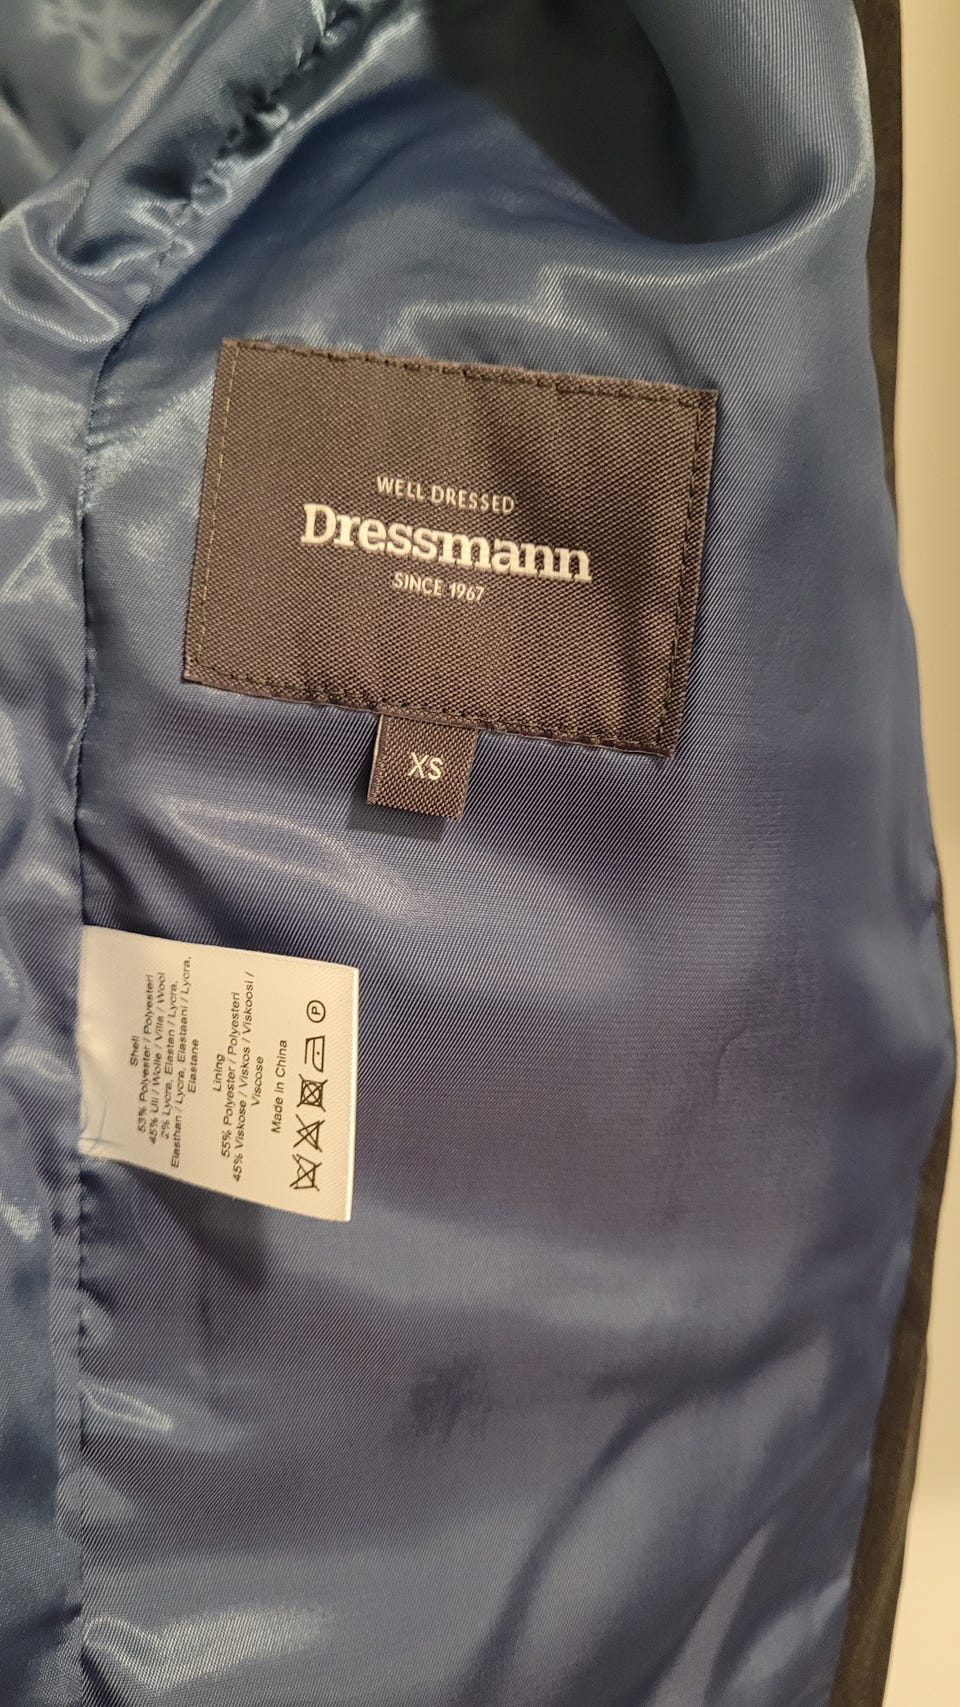 WELL DRESSED
Dressmann
SINCE 1967
XS
Shell
53% Polyester / Polyesteri
45% Ull / Wolle / Villa / Wool
2% Lycra, Elastan / Lycra,
Elasthan / Lycra, Elastaani / Lycra,
Elastane
Lining
55% Polyester / Polyesteri
45% Viskose / Viskos / Viskoosi /
Viscose
Made in China
P